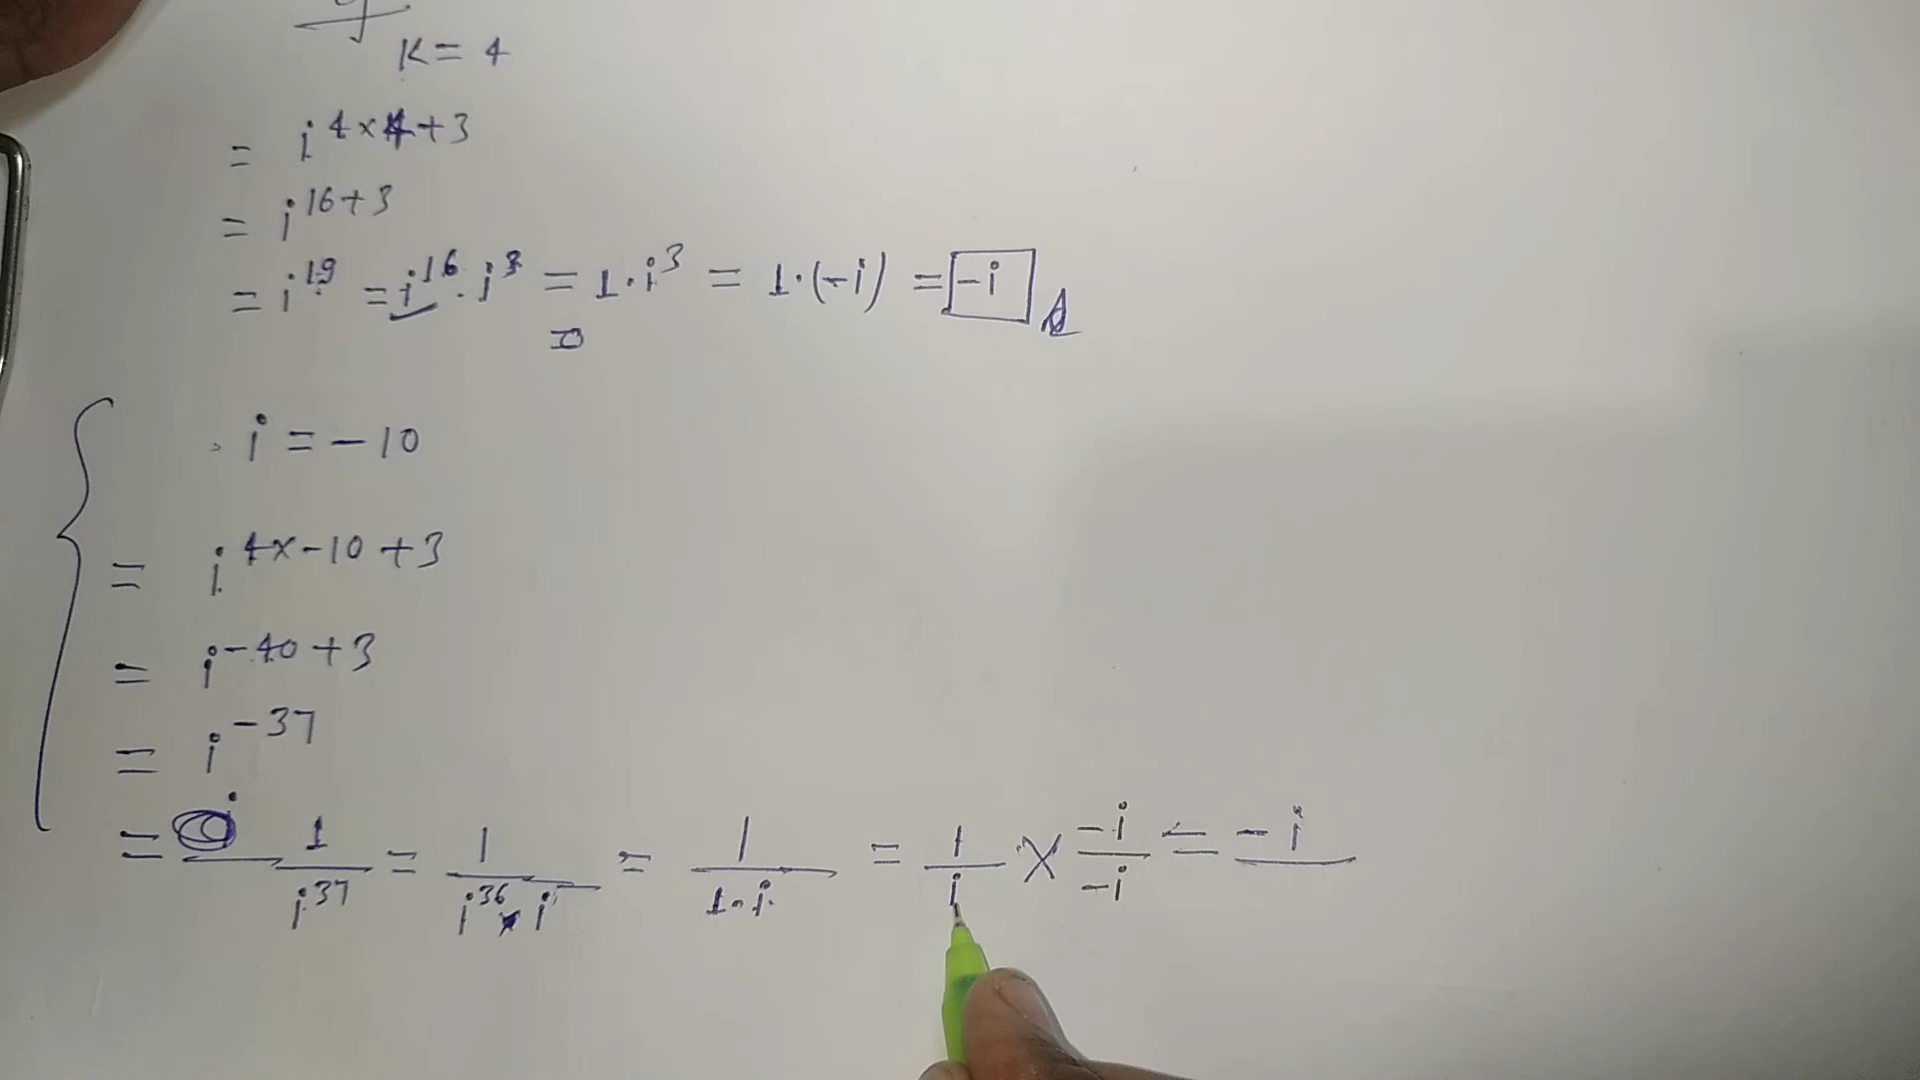 K = 4
= i^{4×4+3}
= i^{16+3}
= i^{19} = i^{16} · i^{3} = 1 · i^{3} = 1·(-i) = -i
i = -10
= i^{4×-10+3}
= i^{-40+3}
= i^{-37}
= 1/i^{37} = 1/(i^{36} × i) = 1/(1·i) = 1/i × -i/-i = -i